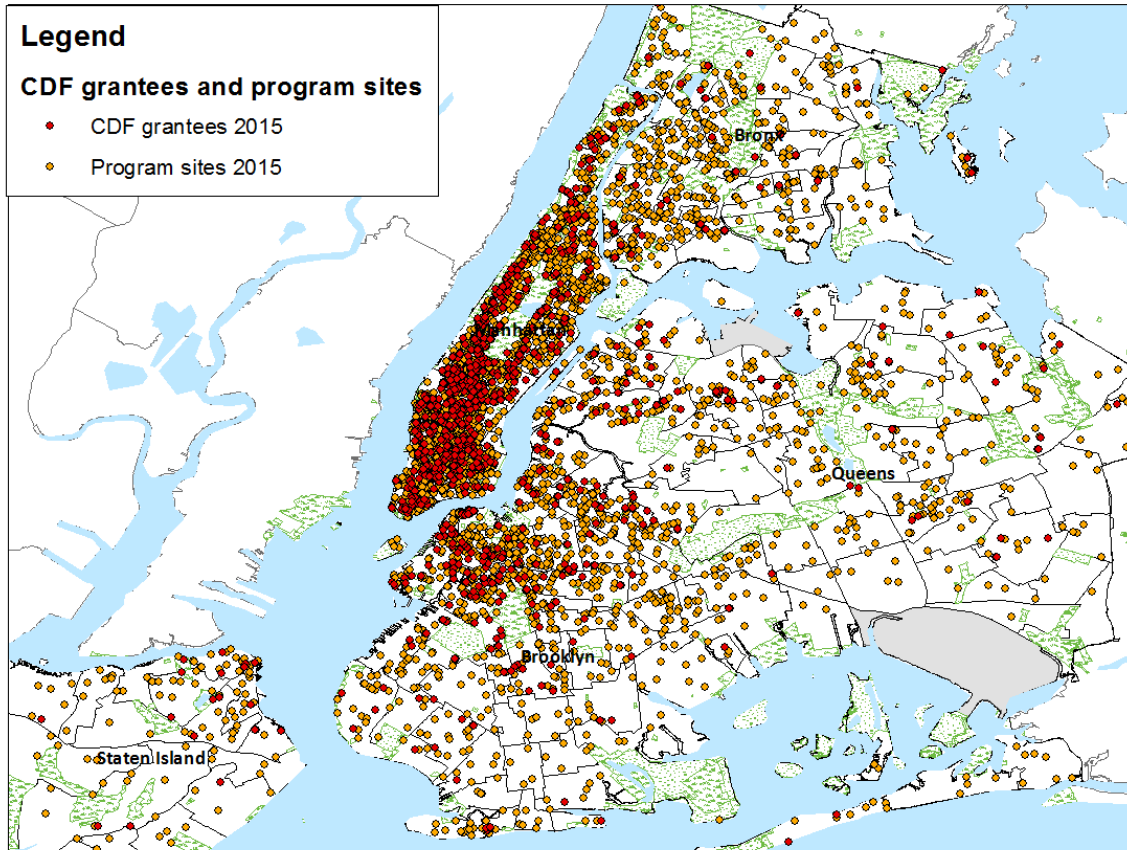 Legend
CDF grantees and program sites
CDF grantees 2015
Program sites 2015
Bronx
Manhattan
Queens
Brooklyn
Staten Island